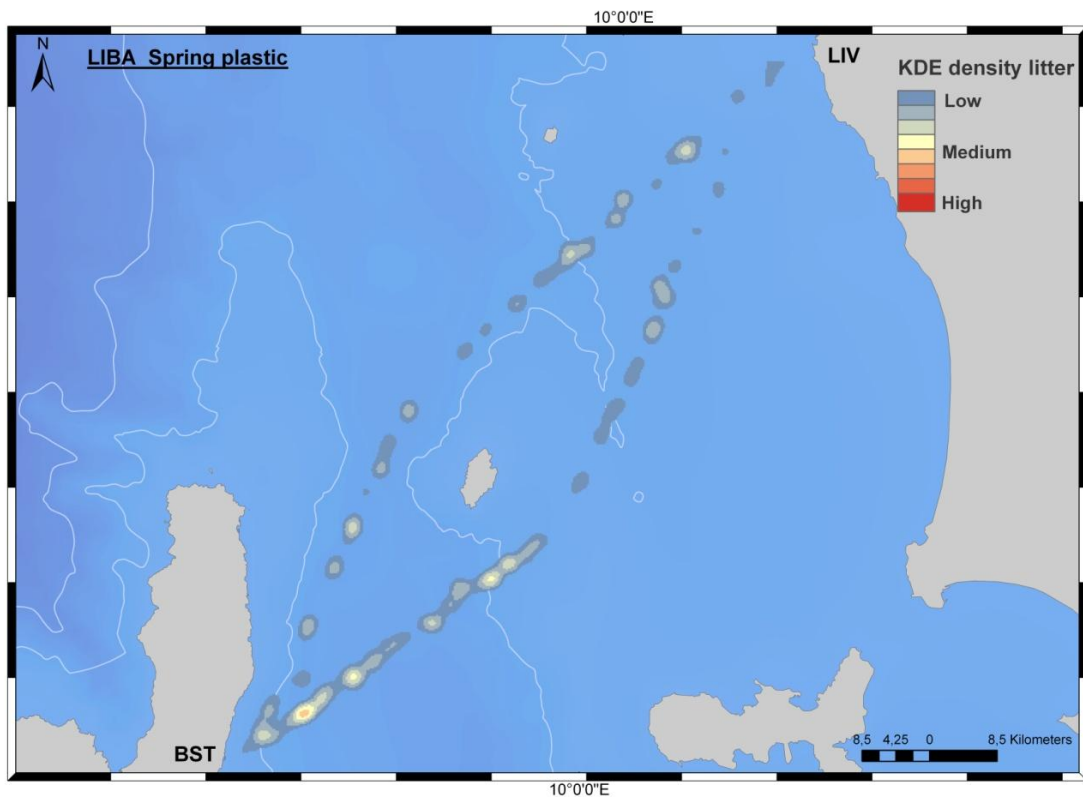 10°0'0"E
N
LIBA Spring plastic
LIV
KDE density litter
Low
Medium
High
BST
8,5 4,25 0 8,5 Kilometers
10°0'0"E